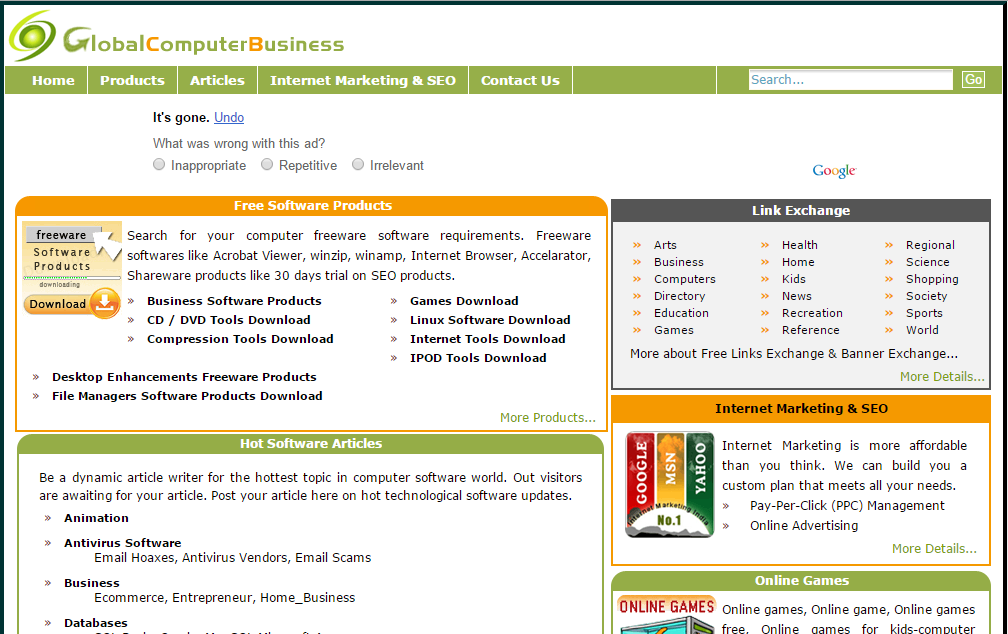 GlobalComputerBusiness
Home Products Articles Internet Marketing & SEO Contact Us Search... Go
It's gone. Undo
What was wrong with this ad?
Inappropriate Repetitive Irrelevant
Google
Free Software Products
freeware
Software
Products
downloading
Download
Search for your computer freeware software requirements. Freeware
softwares like Acrobat Viewer, winzip, winamp, Internet Browser, Accelarator,
Shareware products like 30 days trial on SEO products.
» Business Software Products
» CD / DVD Tools Download
» Compression Tools Download
» Games Download
» Linux Software Download
» Internet Tools Download
» IPOD Tools Download
» Desktop Enhancements Freeware Products
» File Managers Software Products Download
More Products...
Hot Software Articles
Be a dynamic article writer for the hottest topic in computer software world. Out visitors
are awaiting for your article. Post your article here on hot technological software updates.
» Animation
» Antivirus Software
Email Hoaxes, Antivirus Vendors, Email Scams
» Business
Ecommerce, Entrepreneur, Home_Business
» Databases
Link Exchange
» Arts » Health » Regional
» Business » Home » Science
» Computers » Kids » Shopping
» Directory » News » Society
» Education » Recreation » Sports
» Games » Reference » World
More about Free Links Exchange & Banner Exchange...
More Details...
Internet Marketing & SEO
GOOGLE
MSN
YAHOO
Internet Marketing India
No.1
Internet Marketing is more affordable
than you think. We can build you a
custom plan that meets all your needs.
» Pay-Per-Click (PPC) Management
» Online Advertising
More Details...
Online Games
ONLINE GAMES
Online games, Online game, Online games
free, Online games for kids-computer